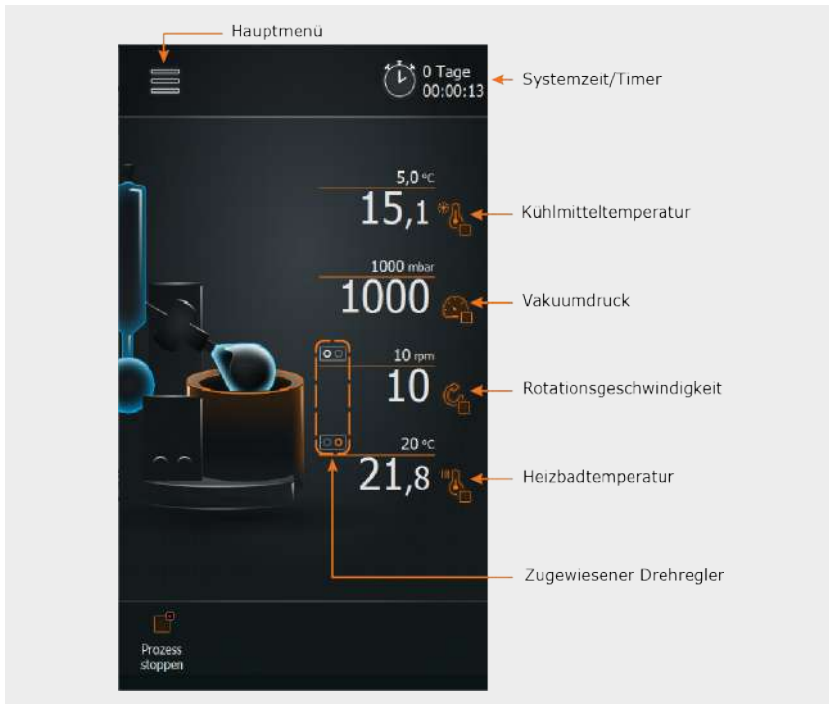 Hauptmenü
0 Tage
00:00:13
Systemzeit/Timer
5,0 °C
15,1
Kühlmitteltemperatur
1000 mbar
1000
Vakuumdruck
10 rpm
10
Rotationsgeschwindigkeit
20 °C
21,8
Heizbadtemperatur
Zugewiesener Drehregler
Prozess
stoppen